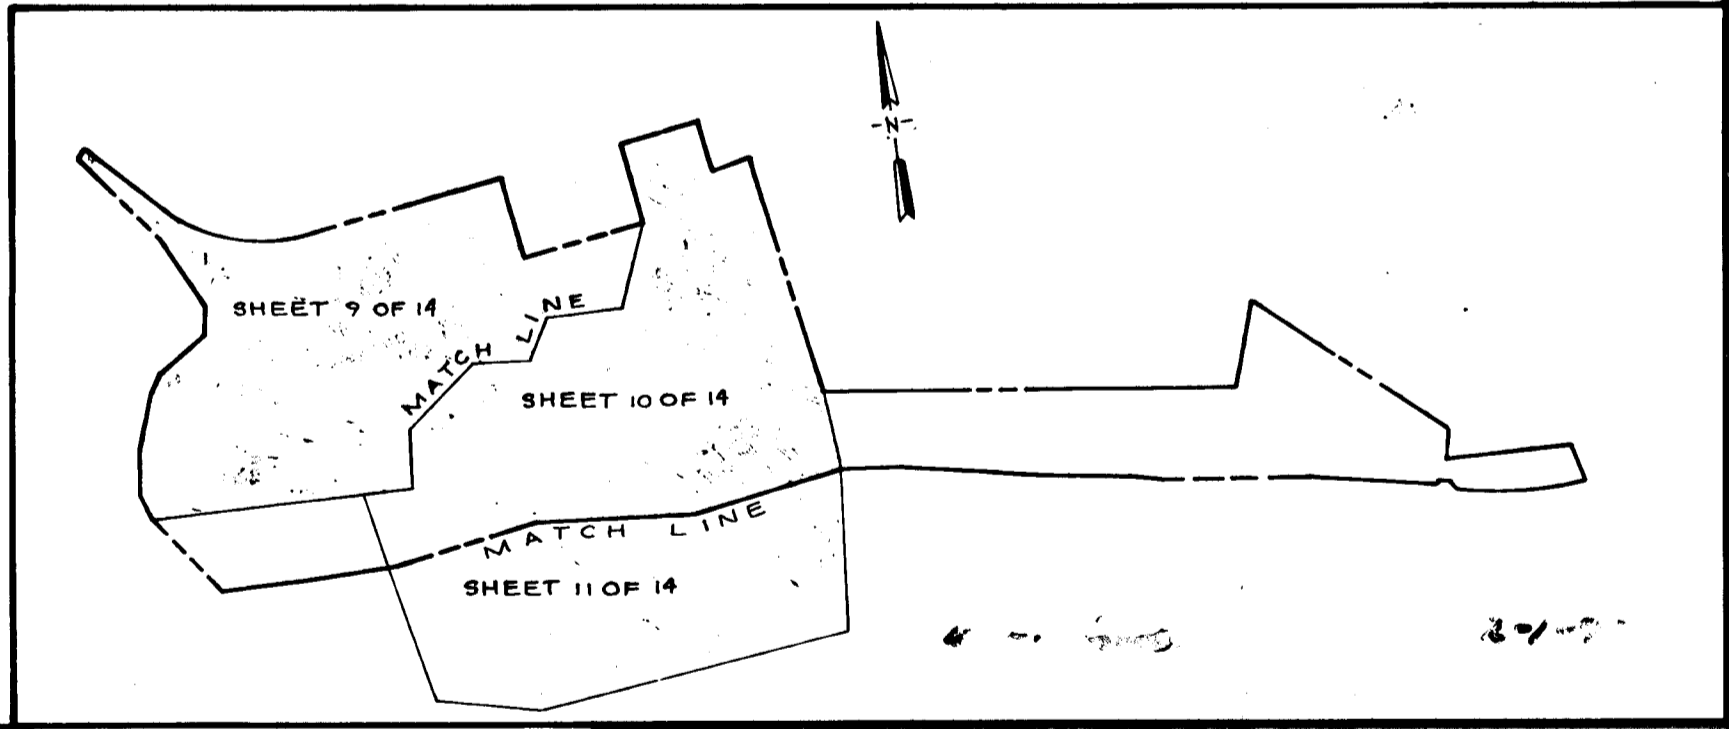 N
SHEET 9 OF 14
MATCH LINE
SHEET 10 OF 14
MATCH LINE
SHEET 11 OF 14